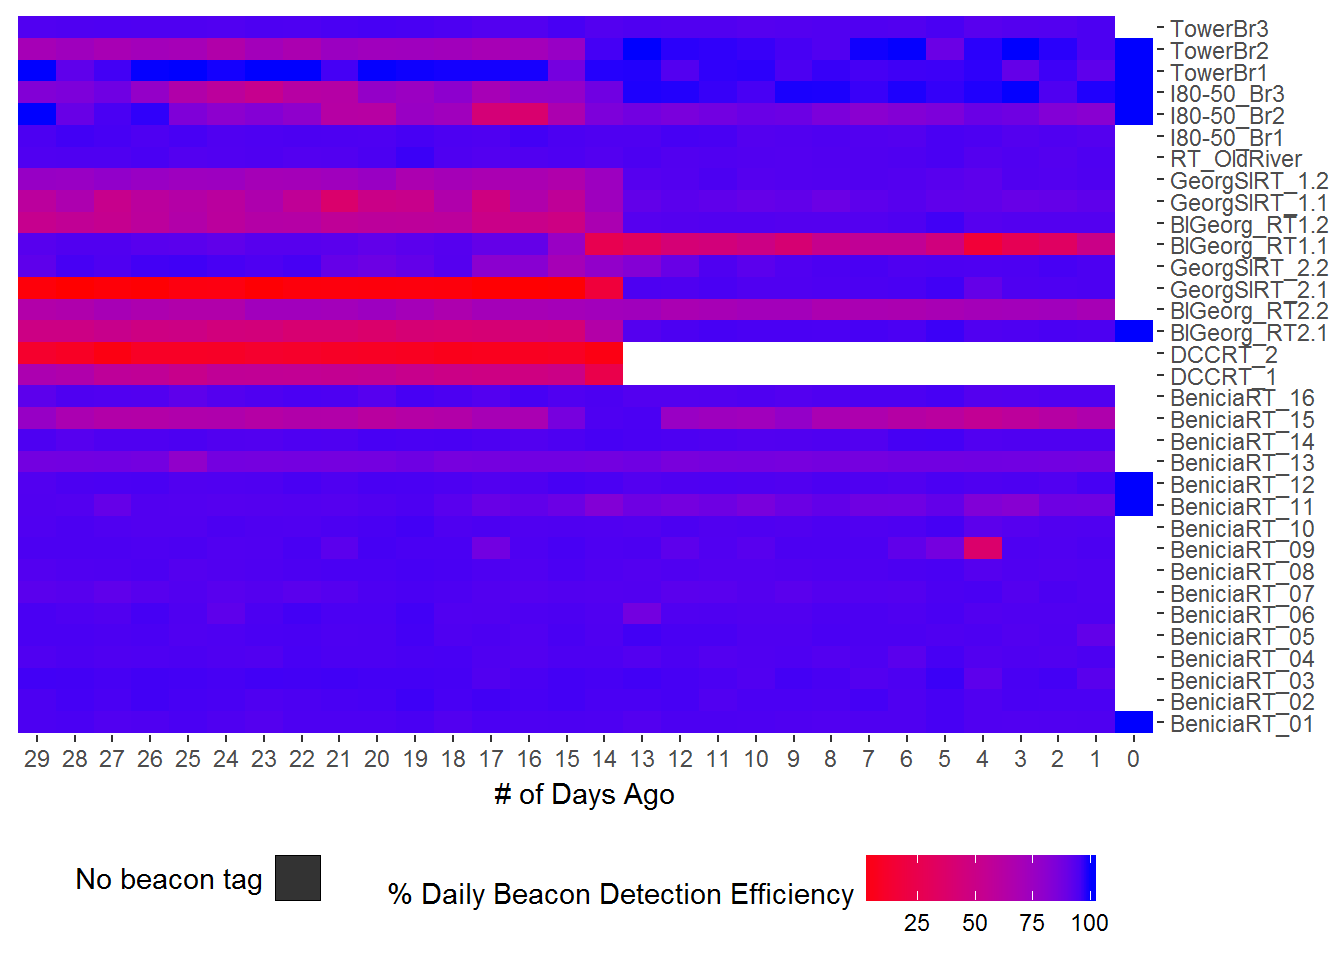 TowerBr3
TowerBr2
TowerBr1
I80-50_Br3
I80-50_Br2
I80-50_Br1
RT_OldRiver
GeorgSlRT_1.2
GeorgSlRT_1.1
BlGeorg_RT1.2
BlGeorg_RT1.1
GeorgSlRT_2.2
GeorgSlRT_2.1
BlGeorg_RT2.2
BlGeorg_RT2.1
DCCRT_2
DCCRT_1
BeniciaRT_16
BeniciaRT_15
BeniciaRT_14
BeniciaRT_13
BeniciaRT_12
BeniciaRT_11
BeniciaRT_10
BeniciaRT_09
BeniciaRT_08
BeniciaRT_07
BeniciaRT_06
BeniciaRT_05
BeniciaRT_04
BeniciaRT_03
BeniciaRT_02
BeniciaRT_01
29 28 27 26 25 24 23 22 21 20 19 18 17 16 15 14 13 12 11 10 9 8 7 6 5 4 3 2 1 0
# of Days Ago
No beacon tag
% Daily Beacon Detection Efficiency
25 50 75 100